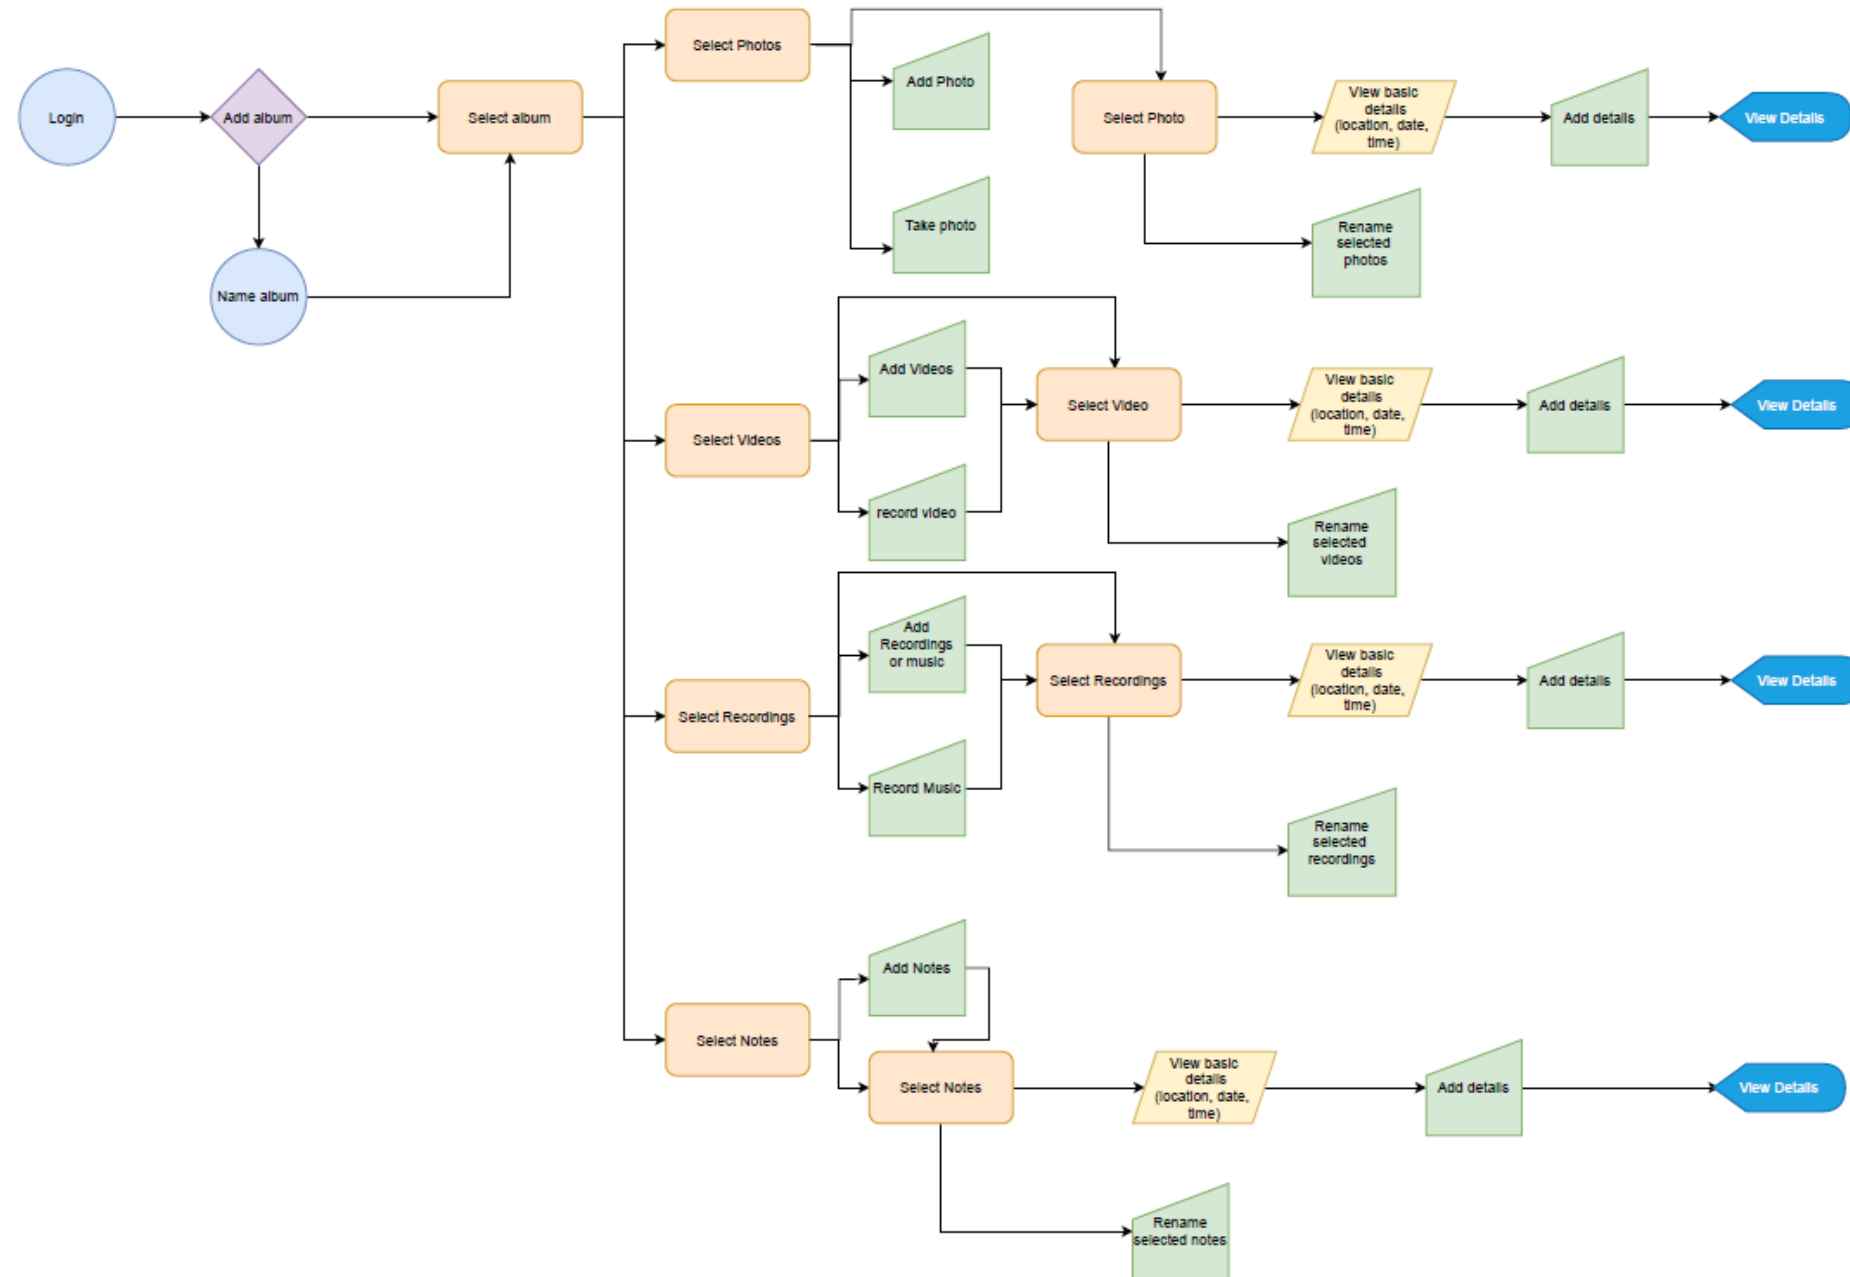 Login
Add album
Name album
Select album
Select Photos
Add Photo
Take photo
Select Photo
View basic
details
(location, date,
time)
Add details
View Details
Rename
selected
photos
Select Videos
Add Videos
record video
Select Video
View basic
details
(location, date,
time)
Add details
View Details
Rename
selected
videos
Select Recordings
Add
Recordings
or music
Record Music
Select Recordings
View basic
details
(location, date,
time)
Add details
View Details
Rename
selected
recordings
Select Notes
Add Notes
Select Notes
View basic
details
(location, date,
time)
Add details
View Details
Rename
selected notes